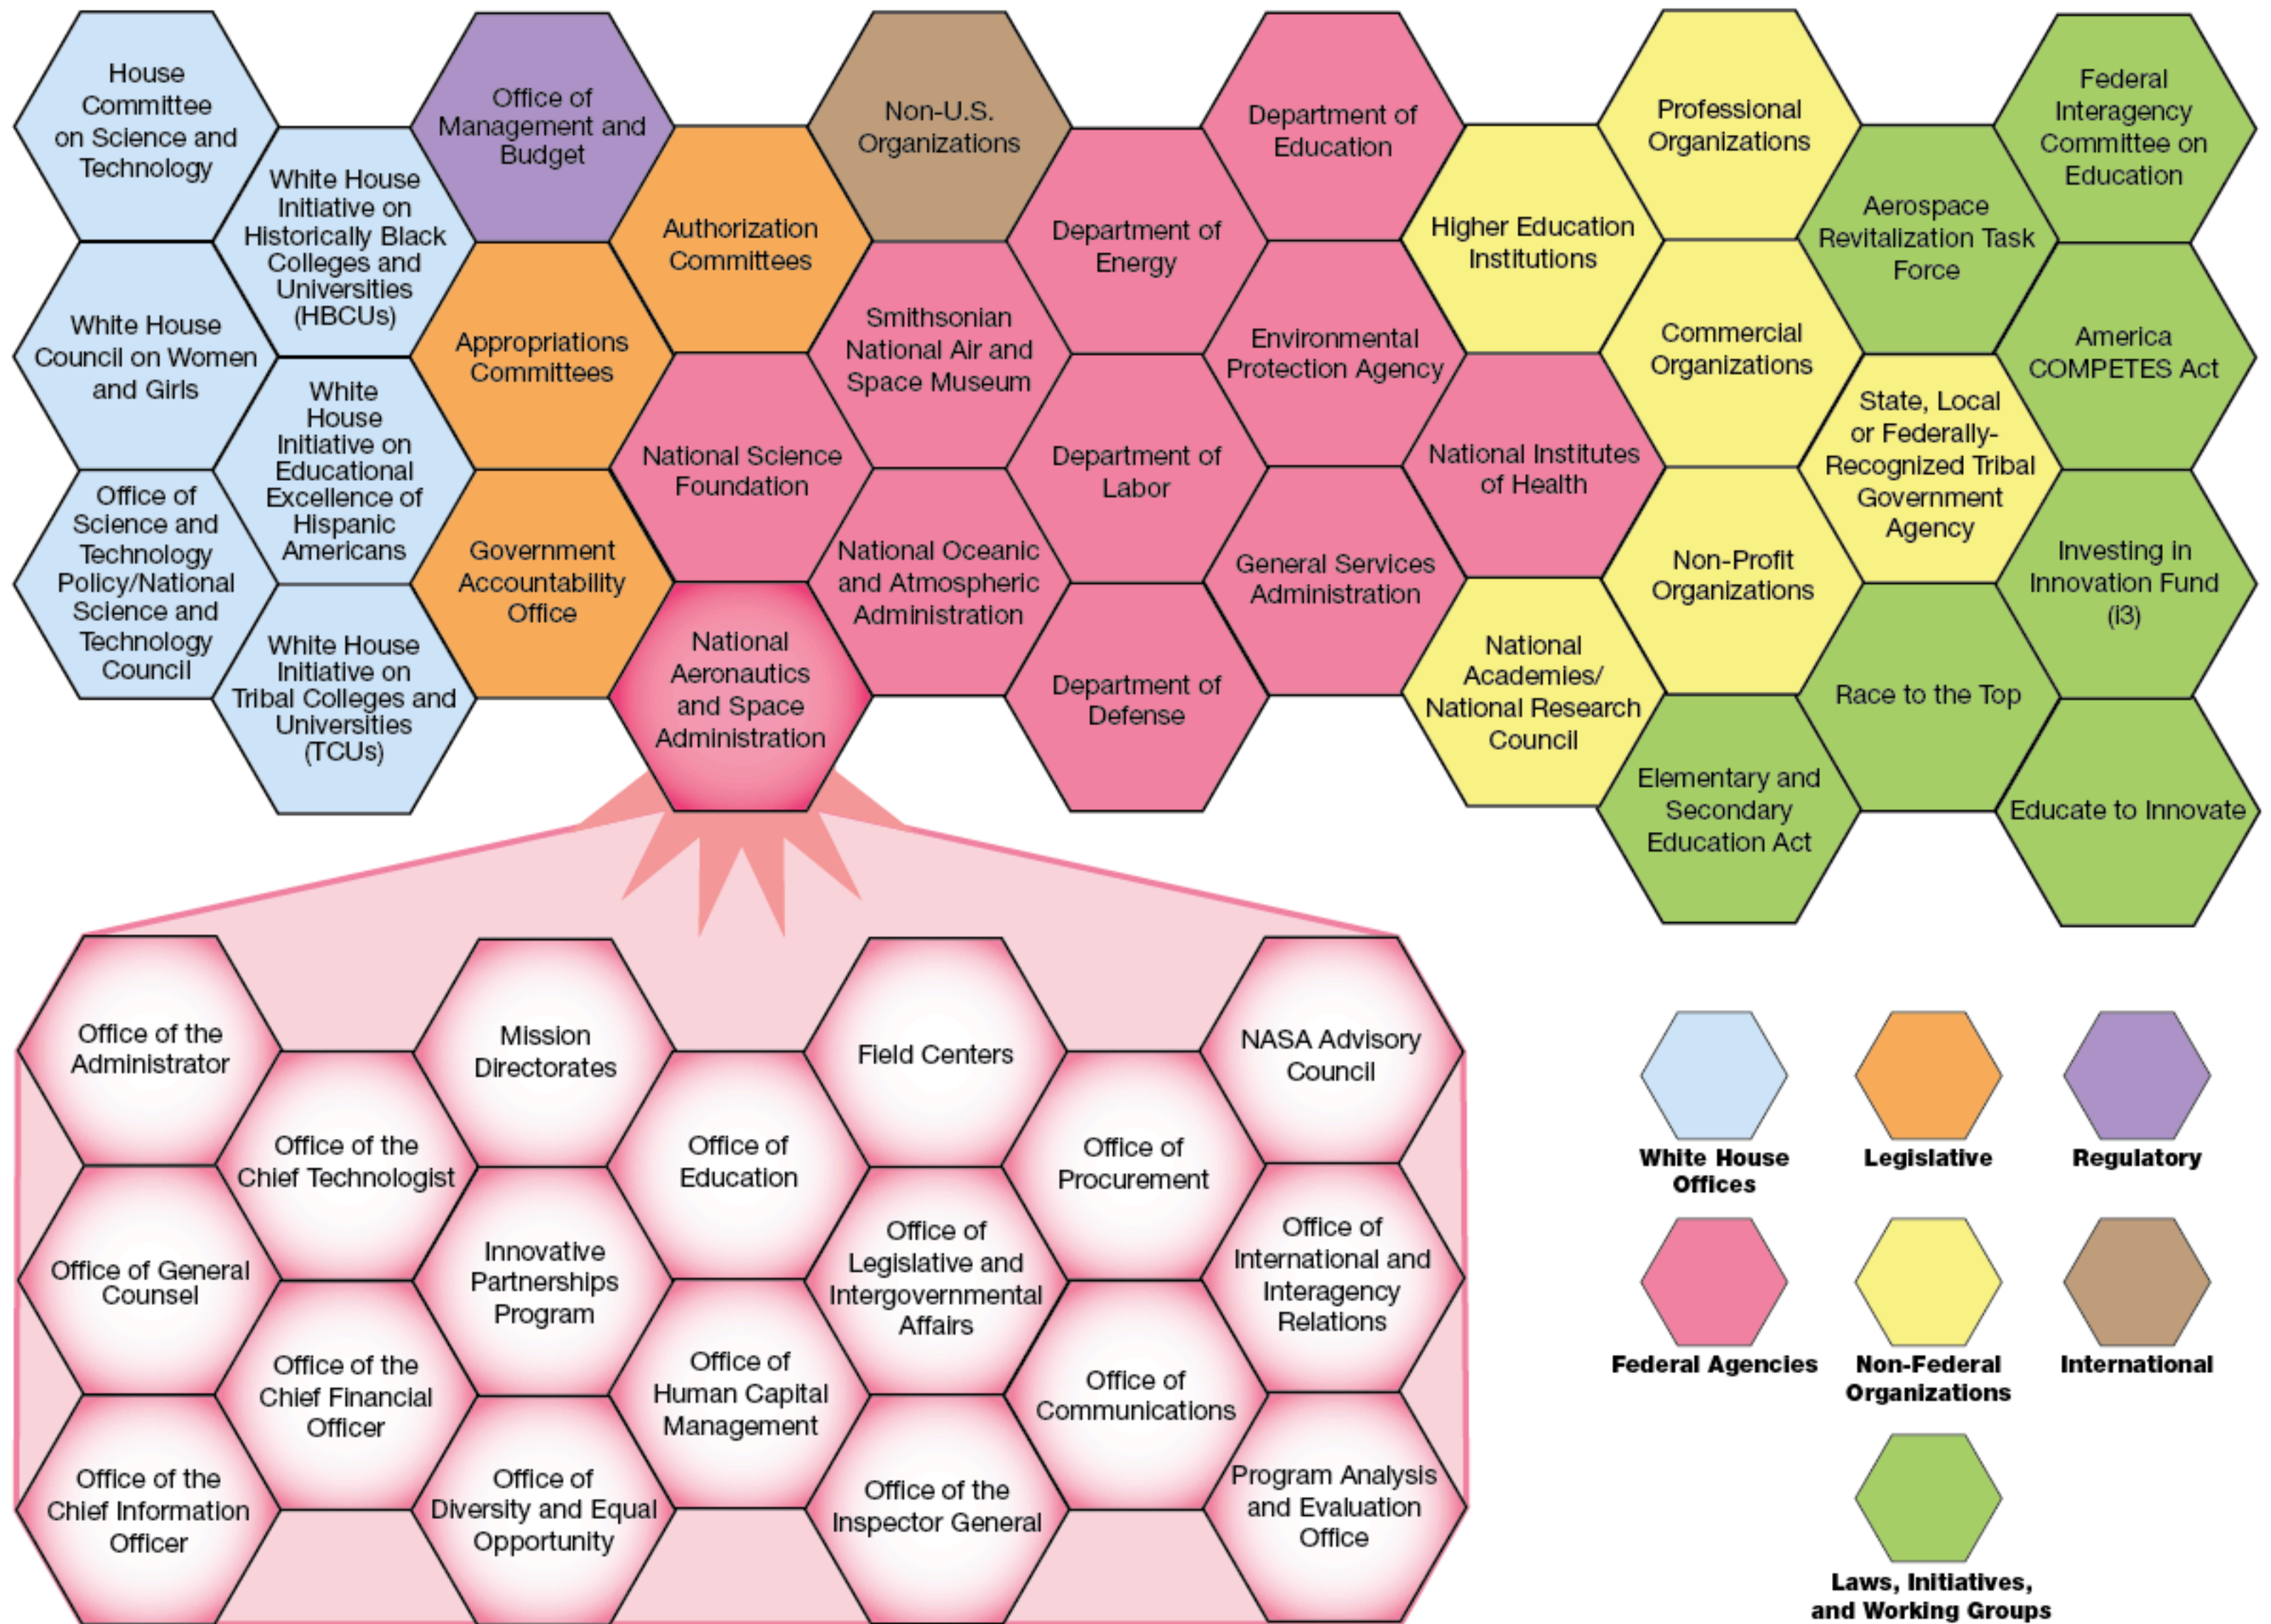 House
Committee
on Science and
Technology
White House
Council on Women
and Girls
Office of
Science and
Technology
Policy/National
Science and
Technology
Council
White House
Initiative on
Historically Black
Colleges and
Universities
(HBCUs)
White
House
Initiative on
Educational
Excellence of
Hispanic
Americans
White House
Initiative on
Tribal Colleges and
Universities
(TCUs)
Office of
Management and
Budget
Appropriations
Committees
Government
Accountability
Office
Authorization
Committees
National Science
Foundation
National
Aeronautics
and Space
Administration
Non-U.S.
Organizations
Smithsonian
National Air and
Space Museum
National Oceanic
and Atmospheric
Administration
Department of
Energy
Department of
Labor
Department of
Defense
Department of
Education
Environmental
Protection Agency
General Services
Administration
Higher Education
Institutions
National Institutes
of Health
National
Academies/
National Research
Council
Professional
Organizations
Commercial
Organizations
Non-Profit
Organizations
Elementary and
Secondary
Education Act
Aerospace
Revitalization Task
Force
State, Local
or Federally-
Recognized Tribal
Government
Agency
Race to the Top
Federal
Interagency
Committee on
Education
America
COMPETES Act
Investing in
Innovation Fund
(i3)
Educate to Innovate
Office of the
Administrator
Office of General
Counsel
Office of the
Chief Information
Officer
Office of the
Chief Technologist
Office of the
Chief Financial
Officer
Mission
Directorates
Innovative
Partnerships
Program
Office of
Diversity and Equal
Opportunity
Office of
Education
Office of
Human Capital
Management
Field Centers
Office of
Legislative and
Intergovernmental
Affairs
Office of the
Inspector General
Office of
Procurement
Office of
Communications
NASA Advisory
Council
Office of
International and
Interagency
Relations
Program Analysis
and Evaluation
Office
White House
Offices
Legislative
Regulatory
Federal Agencies
Non-Federal
Organizations
International
Laws, Initiatives,
and Working Groups